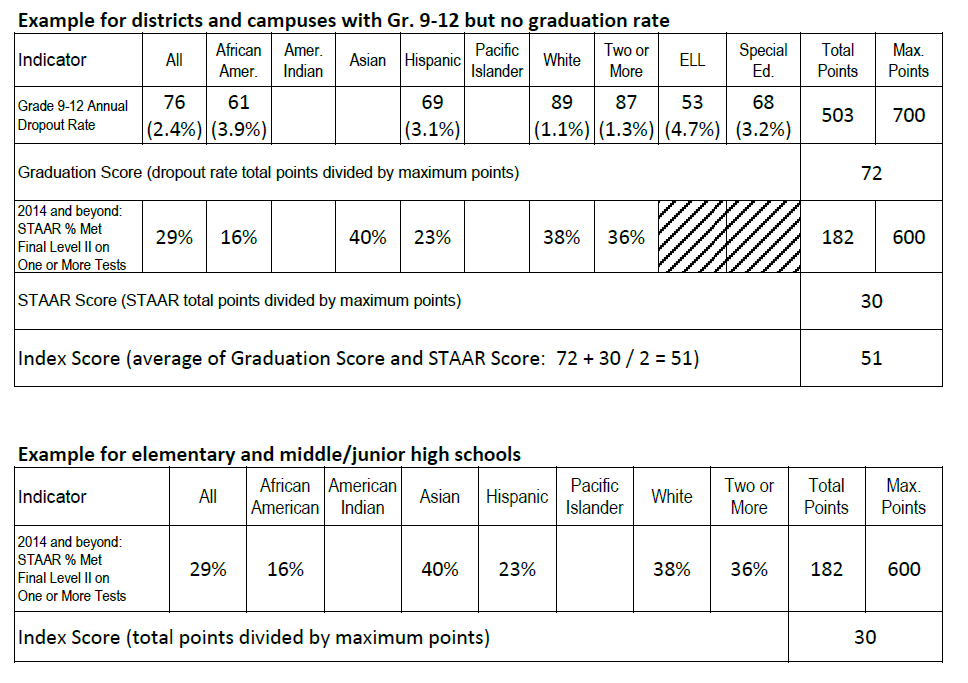 Example for districts and campuses with Gr. 9-12 but no graduation rate
Indicator All African Amer. Amer. Indian Asian Hispanic Pacific Islander White Two or More ELL Special Ed. Total Points Max. Points
Grade 9-12 Annual Dropout Rate 76 (2.4%) 61 (3.9%) 69 (3.1%) 89 (1.1%) 87 (1.3%) 53 (4.7%) 68 (3.2%) 503 700
Graduation Score (dropout rate total points divided by maximum points) 72
2014 and beyond: STAAR % Met Final Level II on One or More Tests 29% 16% 40% 23% 38% 36% 182 600
STAAR Score (STAAR total points divided by maximum points) 30
Index Score (average of Graduation Score and STAAR Score: 72 + 30 / 2 = 51) 51
Example for elementary and middle/junior high schools
Indicator All African American American Indian Asian Hispanic Pacific Islander White Two or More Total Points Max. Points
2014 and beyond: STAAR % Met Final Level II on One or More Tests 29% 16% 40% 23% 38% 36% 182 600
Index Score (total points divided by maximum points) 30